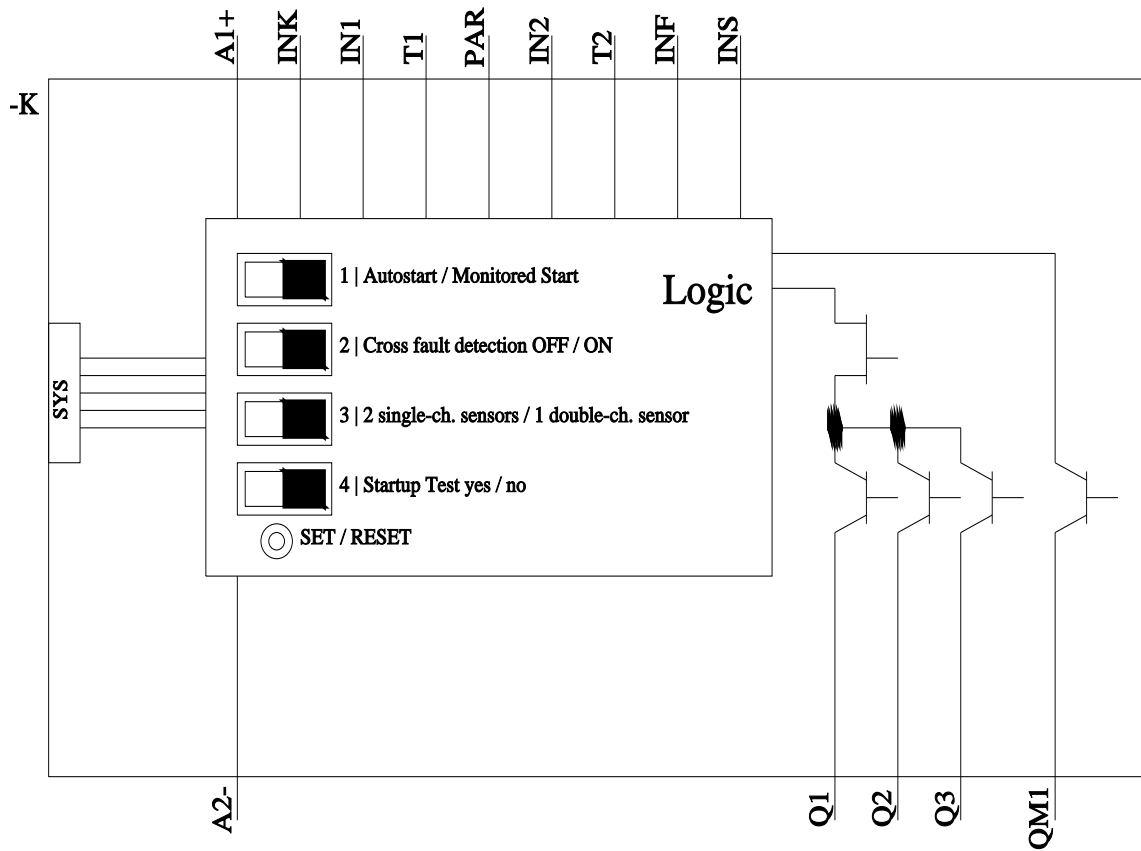 A1+
INK
IN1
T1
PAR
IN2
T2
INF
INS
-K
1 | Autostart / Monitored Start
Logic
2 | Cross fault detection OFF / ON
SYS
3 | 2 single-ch. sensors / 1 double-ch. sensor
4 | Startup Test yes / no
SET / RESET
A2-
Q1
Q2
Q3
QM1